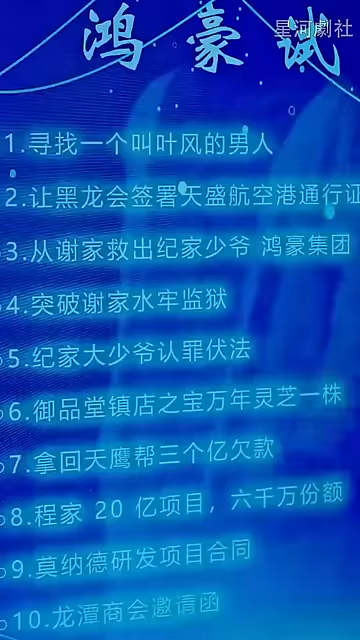 星河劇社
鸿豪试
1.寻找一个叫叶风的男人
2.让黑龙会签署天盛航空港通行证
3.从谢家救出纪家少爷 鸿豪集团
4.突破谢家水牢监狱
5.纪家大少爷认罪伏法
6.御品堂镇店之宝万年灵芝一株
7.拿回天鹰帮三个亿欠款
8.程家 20 亿项目，六千万份额
9.莫纳德研发项目合同
10.龙潭商会邀请函